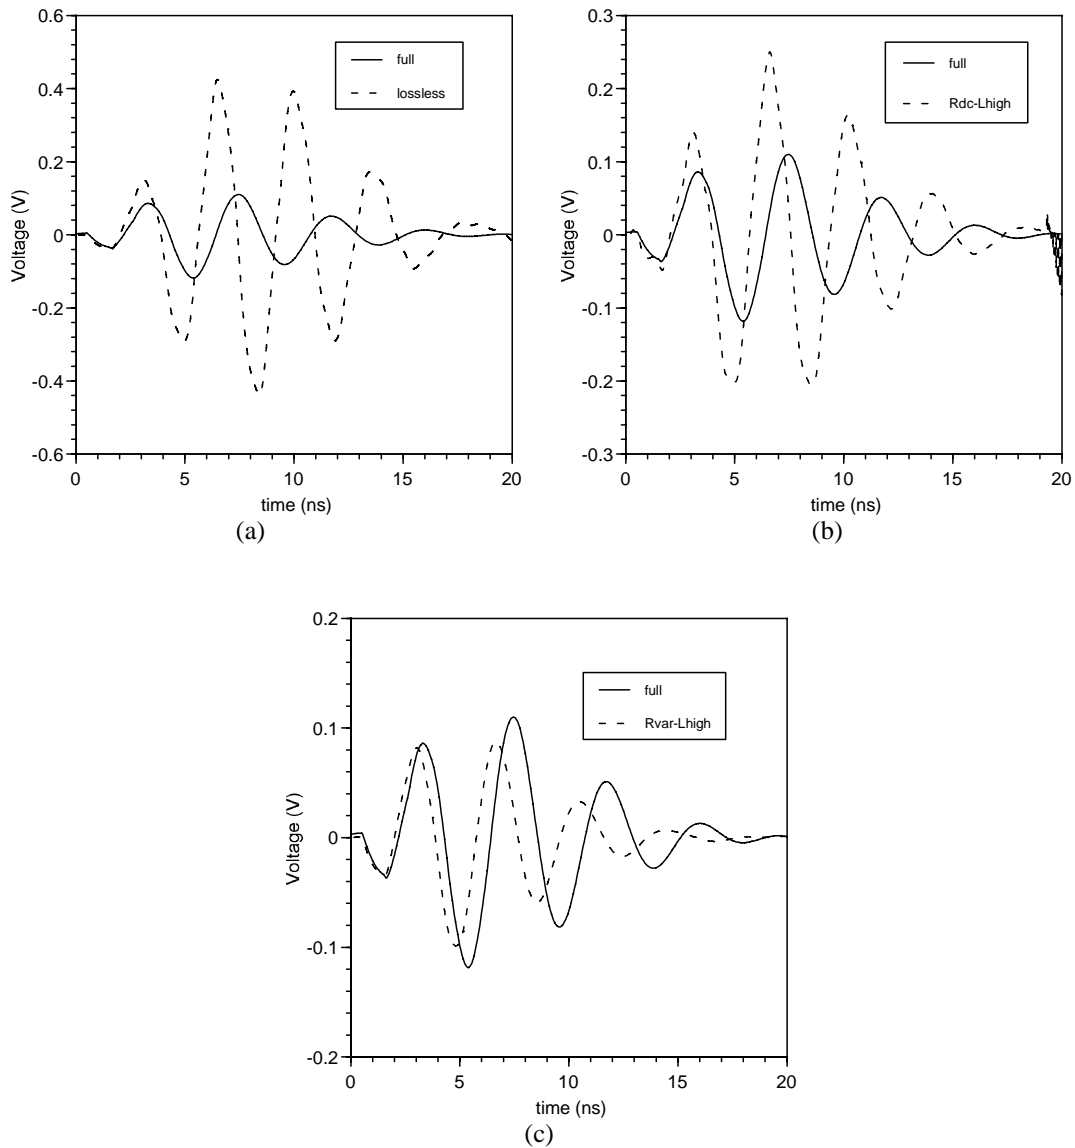 0.6
0.4
0.2
0
-0.2
-0.4
-0.6
Voltage (V)
0 5 10 15 20
time (ns)
full
lossless
(a)
0.3
0.2
0.1
0
-0.1
-0.2
-0.3
Voltage (V)
0 5 10 15 20
time (ns)
full
Rdc-Lhigh
(b)
0.2
0.1
0
-0.1
-0.2
Voltage (V)
0 5 10 15 20
time (ns)
full
Rvar-Lhigh
(c)